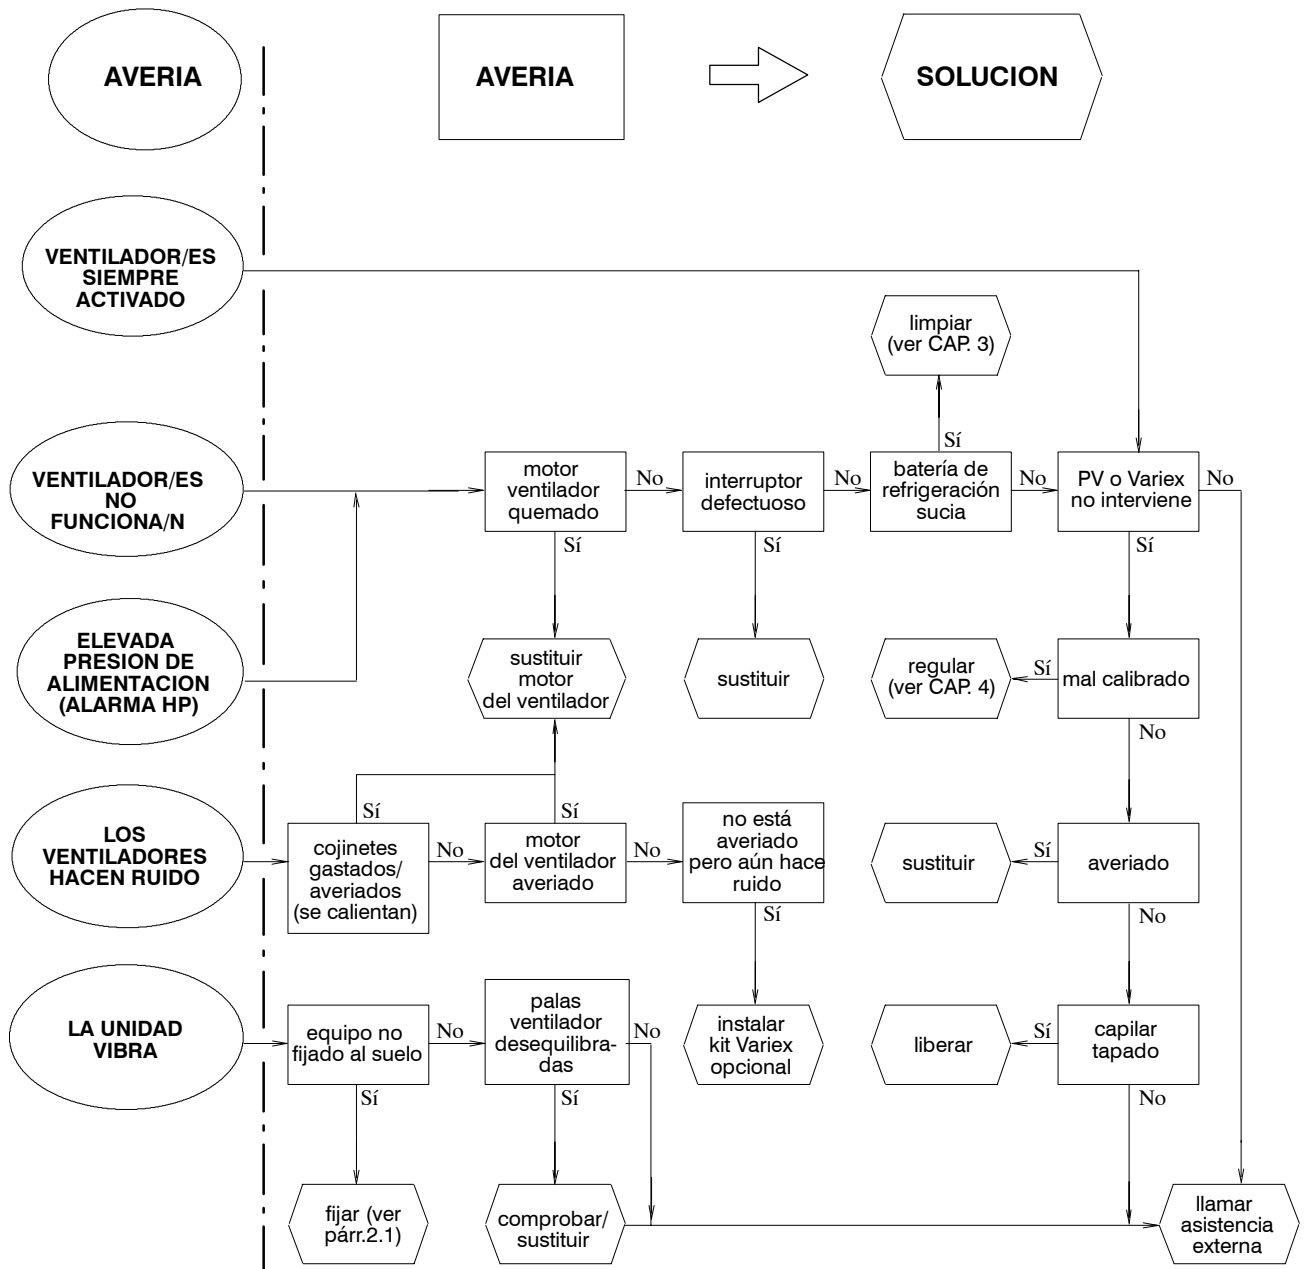 AVERIA
AVERIA
SOLUCION
VENTILADOR/ES
SIEMPRE
ACTIVADO
limpiar
(ver CAP. 3)
Sí
VENTILADOR/ES
NO
FUNCIONA/N
motor
ventilador
quemado
No
interruptor
defectuoso
No
batería de
refrigeración
sucia
No
PV o Variex
no interviene
No
Sí
Sí
Sí
ELEVADA
PRESION DE
ALIMENTACION
(ALARMA HP)
sustituir
motor
del ventilador
sustituir
regular
(ver CAP. 4)
Sí
mal calibrado
No
LOS
VENTILADORES
HACEN RUIDO
Sí
cojinetes
gastados/
averiados
(se calientan)
No
Sí
motor
del ventilador
averiado
No
no está
averiado
pero aún hace
ruido
Sí
sustituir
Sí
averiado
No
LA UNIDAD
VIBRA
equipo no
fijado al suelo
No
palas
ventilador
desequilibra-
das
No
instalar
kit Variex
opcional
liberar
Sí
capilar
tapado
Sí
Sí
No
fijar (ver
párr.2.1)
comprobar/
sustituir
llamar
asistencia
externa